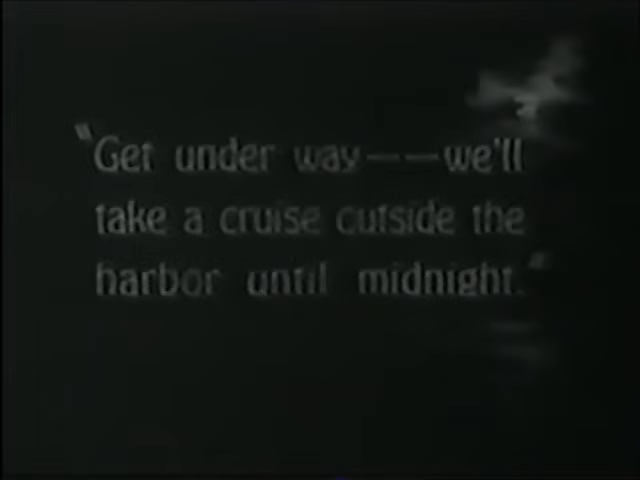 "Get under way——we'll
take a cruise outside the
harbor until midnight."